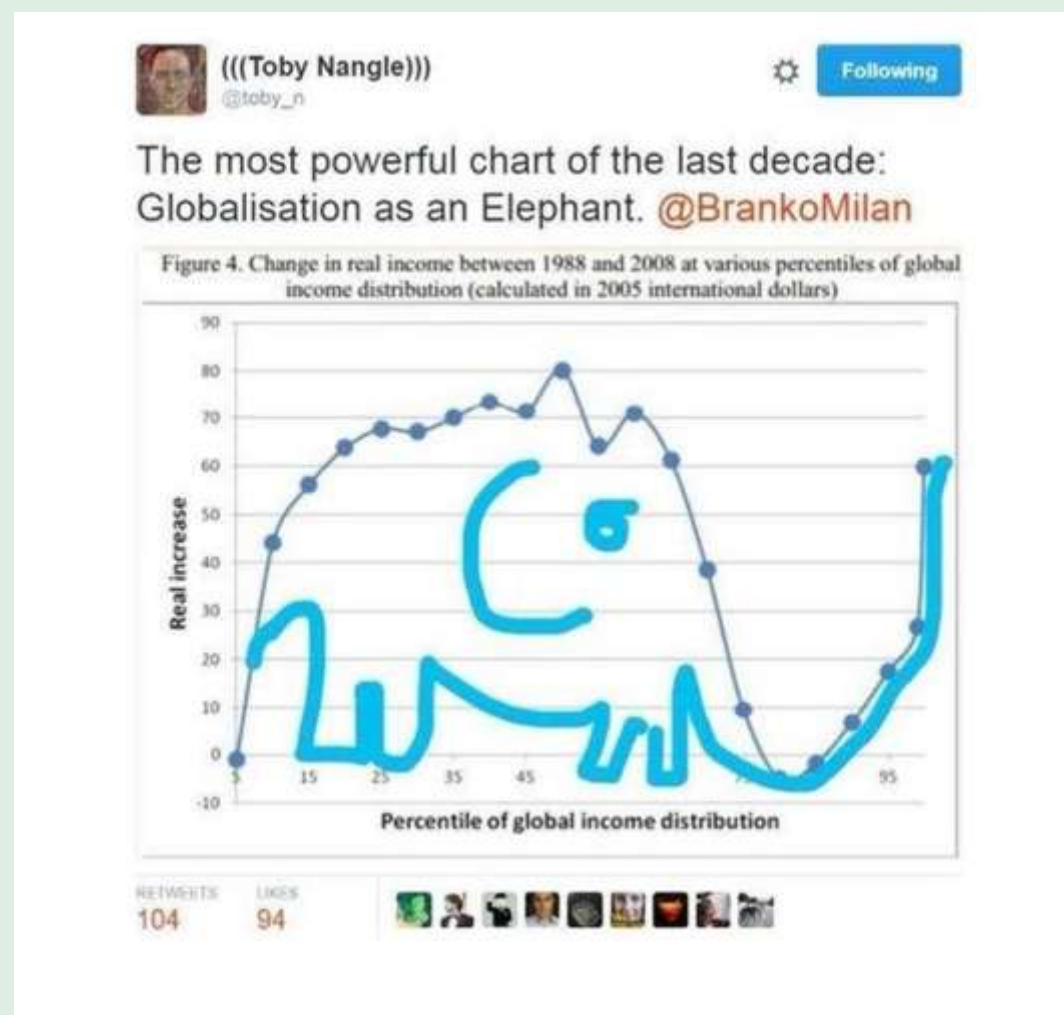 (((Toby Nangle)))
@toby_n
Following
The most powerful chart of the last decade:
Globalisation as an Elephant. @BrankoMilan
Figure 4. Change in real income between 1988 and 2008 at various percentiles of global
income distribution (calculated in 2005 international dollars)
90
80
70
60
50
40
30
20
10
0
-10
Real increase
5 15 25 35 45 95
Percentile of global income distribution
RETWEETS LIKES
104 94